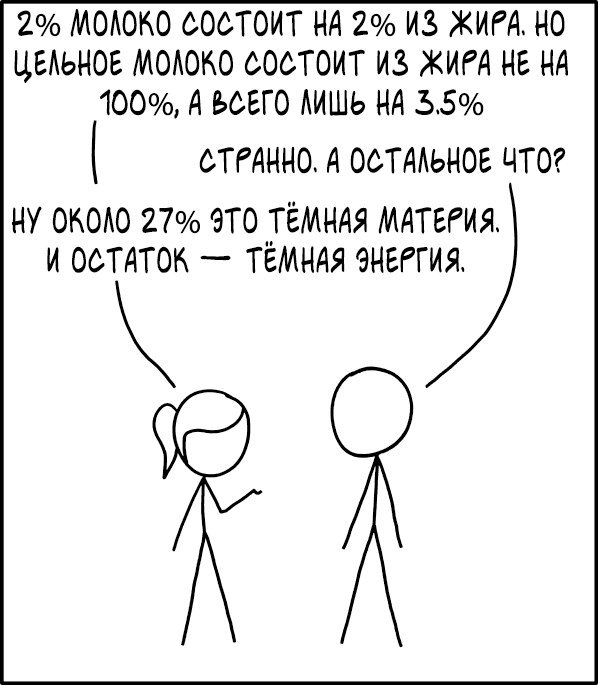 2% МОЛОКО СОСТОИТ НА 2% ИЗ ЖИРА. НО
ЦЕЛЬНОЕ МОЛОКО СОСТОИТ ИЗ ЖИРА НЕ НА
100%, А ВСЕГО ЛИШЬ НА 3.5%
СТРАННО. А ОСТАЛЬНОЕ ЧТО?
НУ ОКОЛО 27% ЭТО ТЁМНАЯ МАТЕРИЯ.
И ОСТАТОК — ТЁМНАЯ ЭНЕРГИЯ.